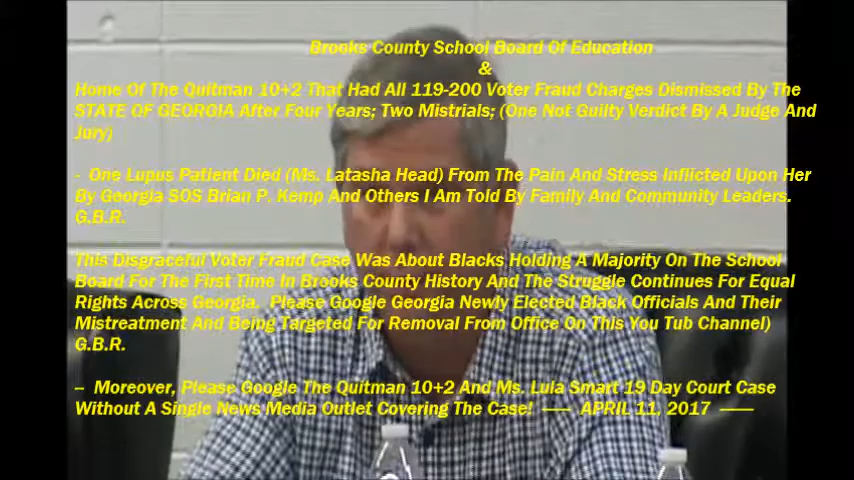 Brooks County School Board Of Education
&
Home Of The Quitman 10+2 That Had All 119-200 Voter Fraud Charges Dismissed By The
STATE OF GEORGIA After Four Years; Two Mistrials; (One Not Guilty Verdict By A Judge And
Jury)
- One Lupus Patient Died (Ms. Latasha Head) From The Pain And Stress Inflicted Upon Her
By Georgia SOS Brian P. Kemp And Others I Am Told By Family And Community Leaders.
G.B.R.
This Disgraceful Voter Fraud Case Was About Blacks Holding A Majority On The School
Board For The First Time In Brooks County History And The Struggle Continues For Equal
Rights Across Georgia. Please Google Georgia Newly Elected Black Officials And Their
Mistreatment And Being Targeted For Removal From Office On This You Tub Channel)
G.B.R.
-- Moreover, Please Google The Quitman 10+2 And Ms. Lula Smart 19 Day Court Case
Without A Single News Media Outlet Covering The Case! ----- APRIL 11, 2017 -----